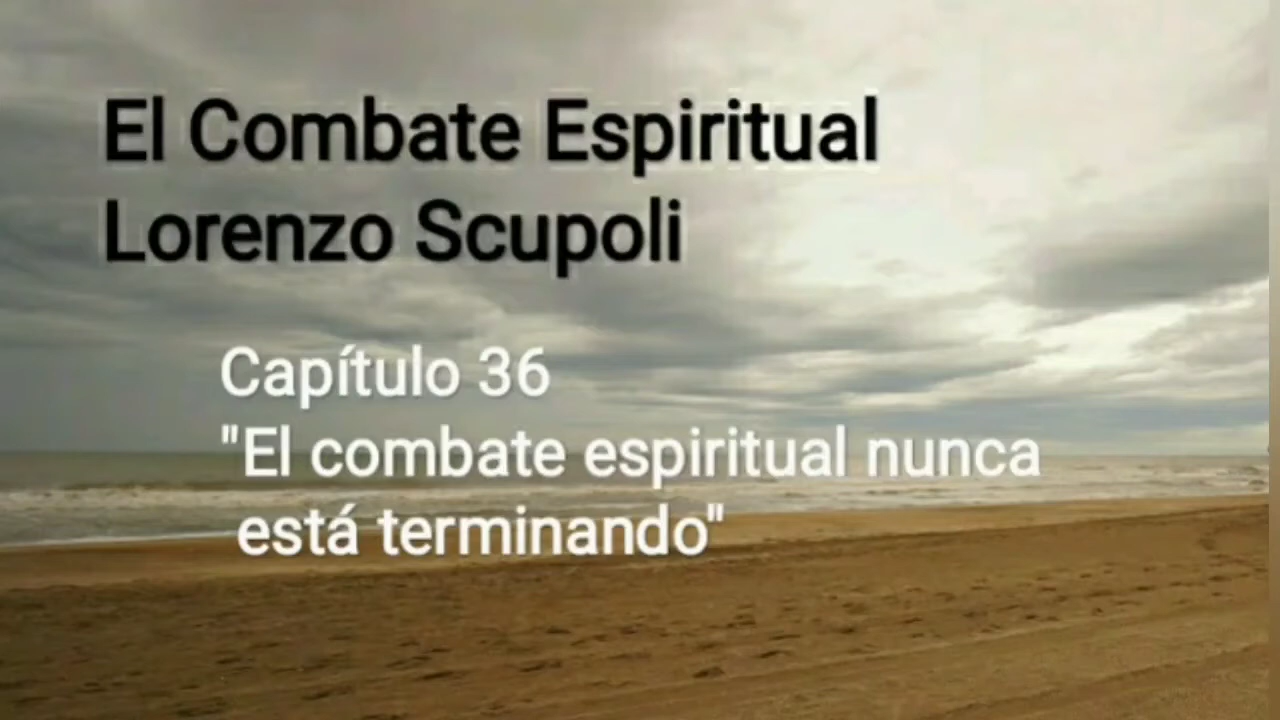 El Combate Espiritual
Lorenzo Scupoli
Capítulo 36
"El combate espiritual nunca
está terminando"